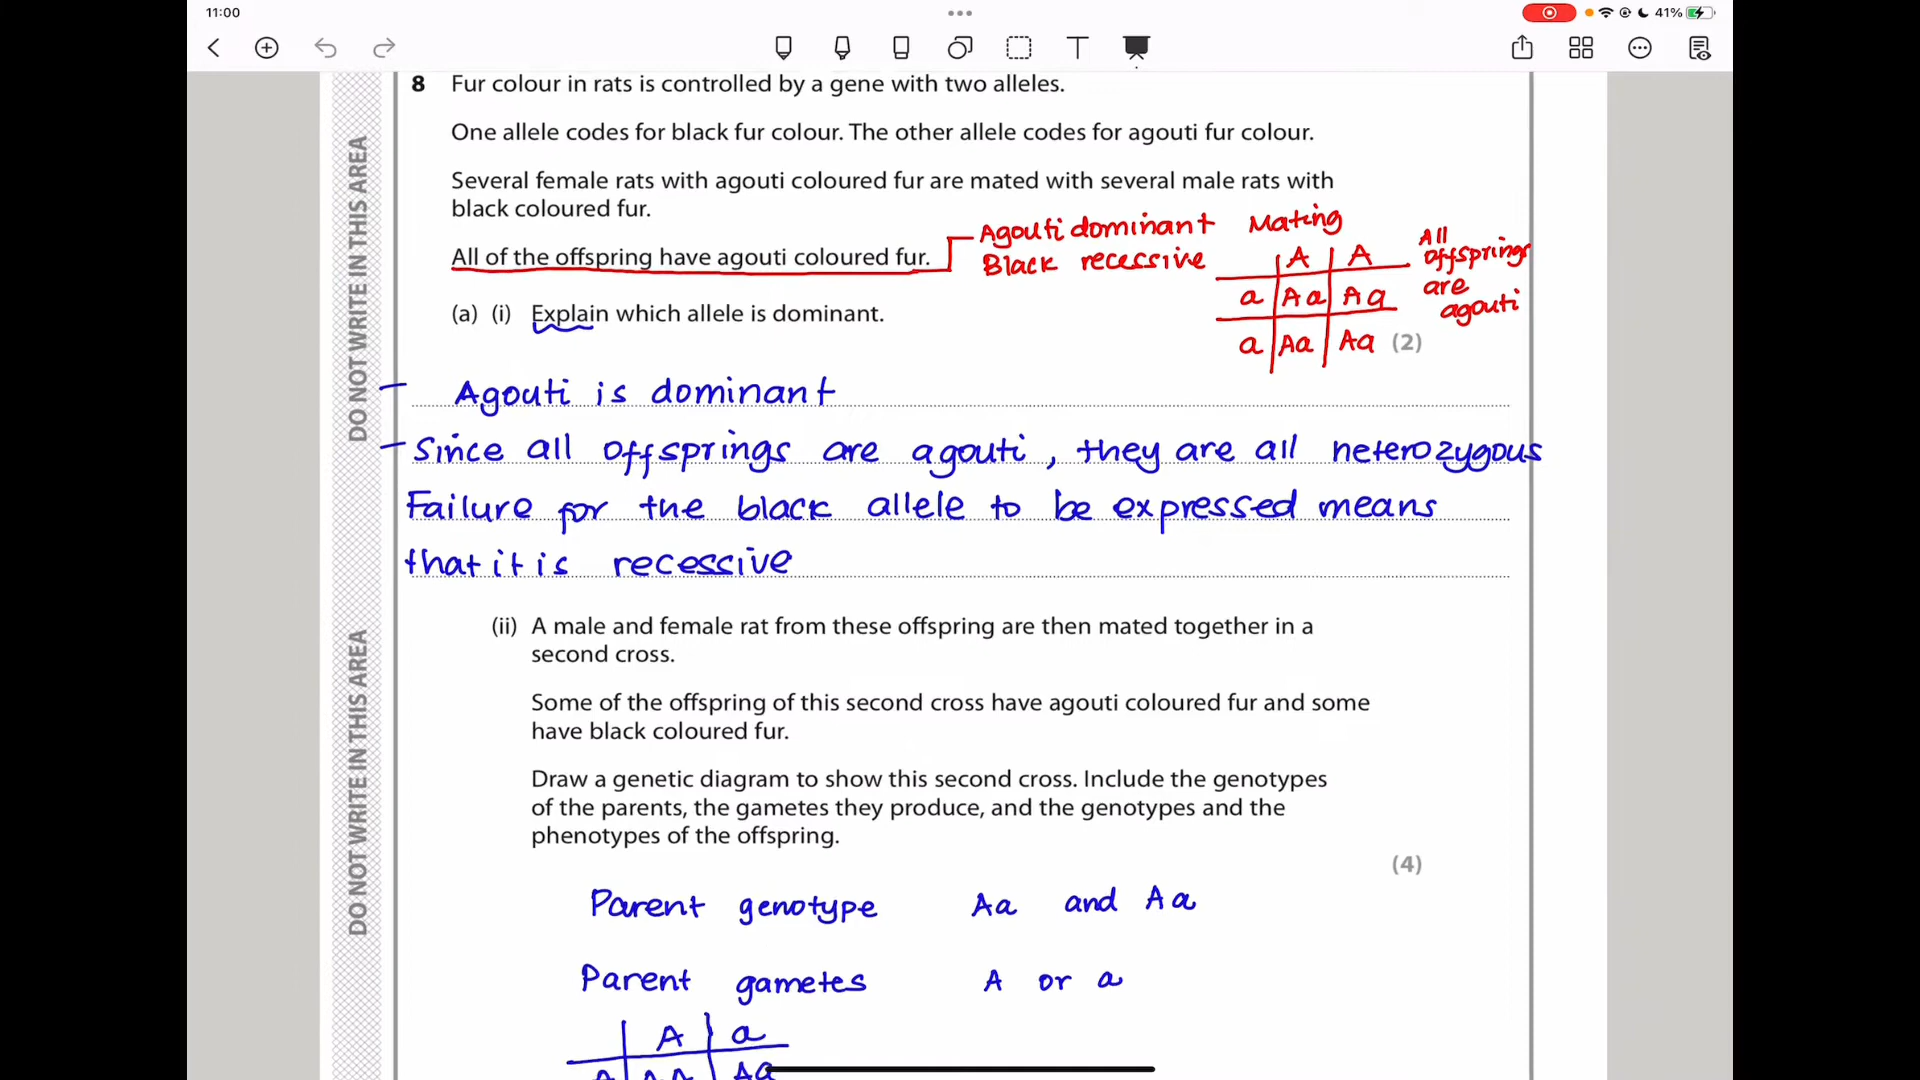 11:00
41%
8 Fur colour in rats is controlled by a gene with two alleles.
One allele codes for black fur colour. The other allele codes for agouti fur colour.
Several female rats with agouti coloured fur are mated with several male rats with
black coloured fur.
All of the offspring have agouti coloured fur.
Agouti dominant
Black recessive
Mating
A A
a Aa Aa
a Aa Aa
All
offsprings
are
agouti
(a) (i) Explain which allele is dominant.
(2)
- Agouti is dominant
- Since all offsprings are agouti, they are all heterozygous
Failure for the black allele to be expressed means
that it is recessive
(ii) A male and female rat from these offspring are then mated together in a
second cross.
Some of the offspring of this second cross have agouti coloured fur and some
have black coloured fur.
Draw a genetic diagram to show this second cross. Include the genotypes
of the parents, the gametes they produce, and the genotypes and the
phenotypes of the offspring.
(4)
Parent genotype Aa and Aa
Parent gametes A or a
A a
A AA Aa
DO NOT WRITE IN THIS AREA
DO NOT WRITE IN THIS AREA